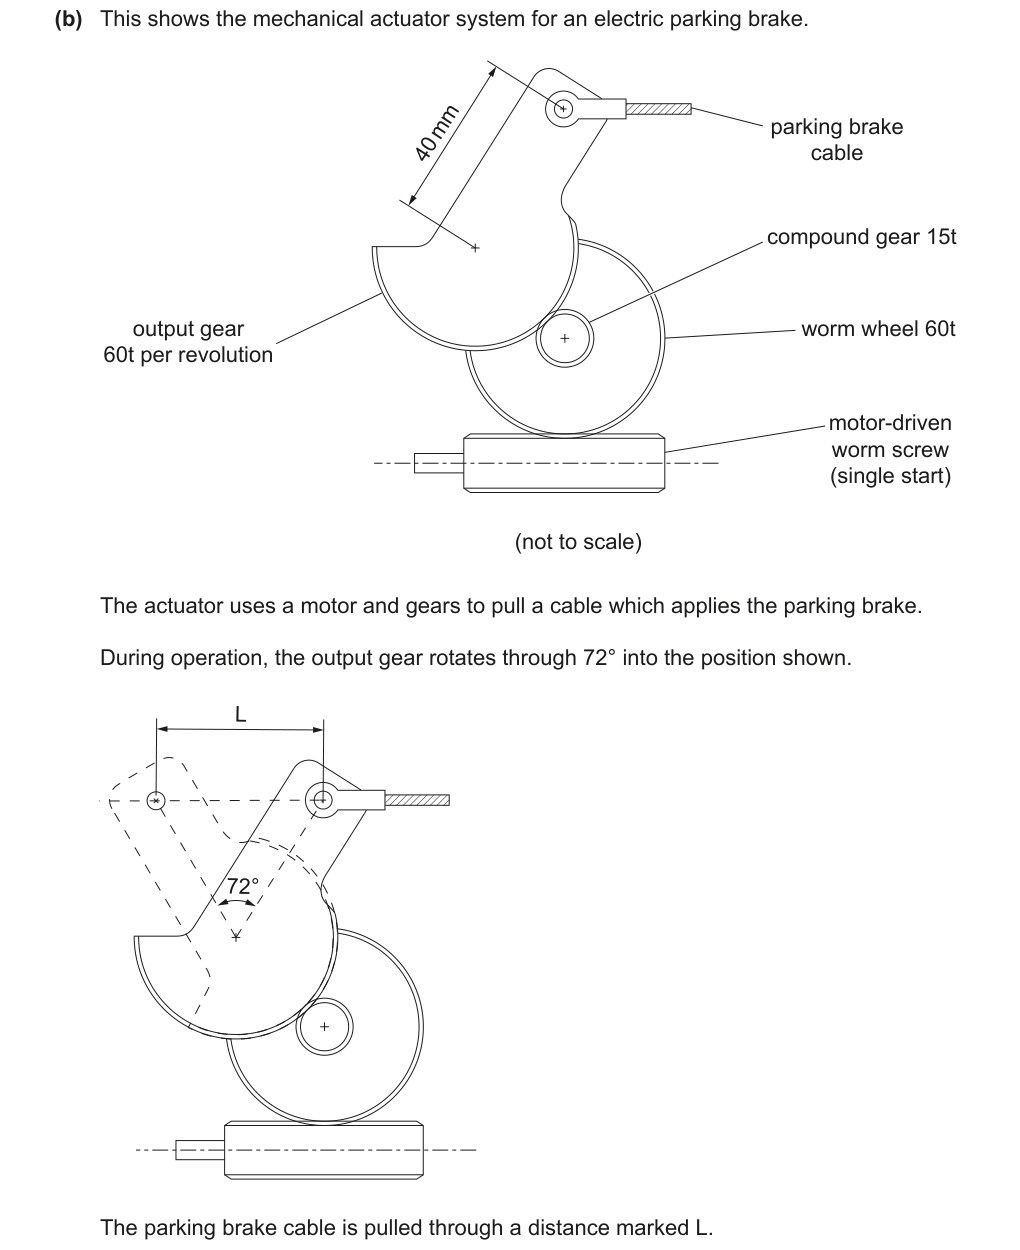 (b) This shows the mechanical actuator system for an electric parking brake.
40 mm
parking brake
cable
compound gear 15t
output gear
60t per revolution
worm wheel 60t
motor-driven
worm screw
(single start)
(not to scale)
The actuator uses a motor and gears to pull a cable which applies the parking brake.
During operation, the output gear rotates through 72° into the position shown.
L
72°
The parking brake cable is pulled through a distance marked L.